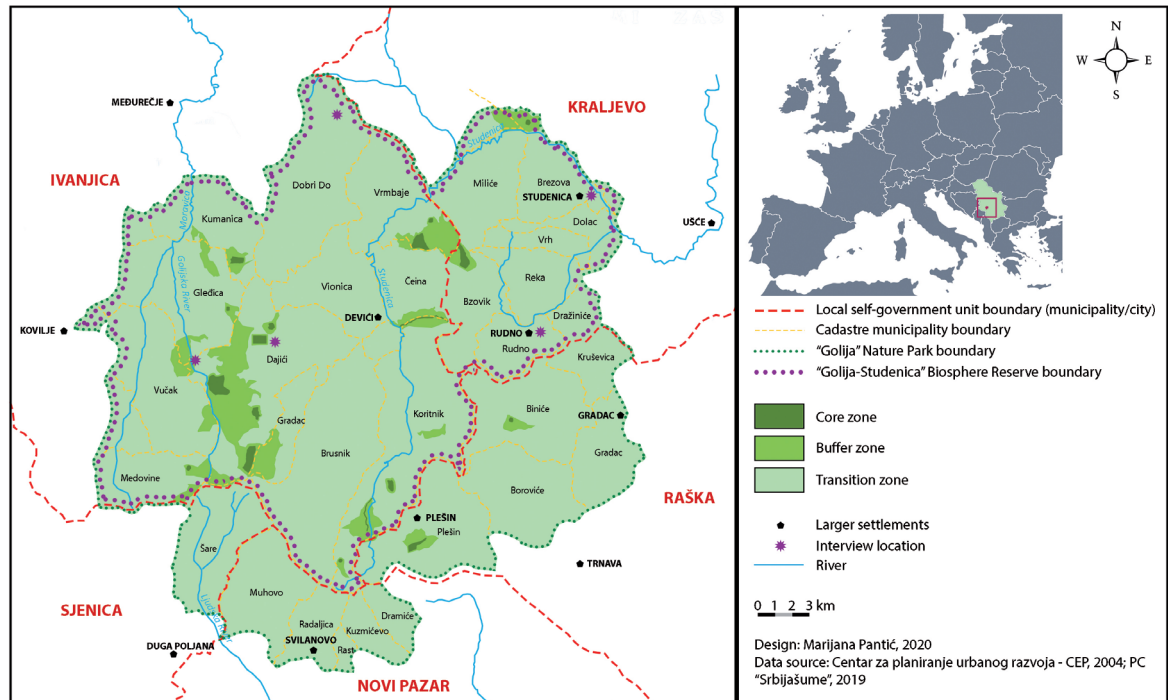 MEĐUREČJE
KRALJEVO
IVANJICA
Studenica
Dobri Do
Vrmbaje
Miliće
Brezova
STUDENICA
Kumanica
Moravica
Dolac
UŠĆE
Vrh
Golijska River
Gledica
Vionica
Studenica
Čeina
Reka
Bzovik
KOVILJE
DEVIĆI
Dražiniće
RUDNO
Rudno
Dajići
Kruševica
Vučak
Gradac
Koritnik
Biniće
GRADAC
Brusnik
Gradac
Medovine
Boroviće
RAŠKA
PLEŠIN
Plešin
Šare
TRNAVA
Muhovo
SJENICA
Ljudska River
Radaljica
Dramiće
Kuzmičevo
SVILANOVO
Rast
DUGA POLJANA
NOVI PAZAR
N
W E
S
Local self-government unit boundary (municipality/city)
Cadastre municipality boundary
"Golija" Nature Park boundary
"Golija-Studenica" Biosphere Reserve boundary
Core zone
Buffer zone
Transition zone
Larger settlements
Interview location
River
0 1 2 3 km
Design: Marijana Pantić, 2020
Data source: Centar za planiranje urbanog razvoja - CEP, 2004; PC
"Srbijašume", 2019